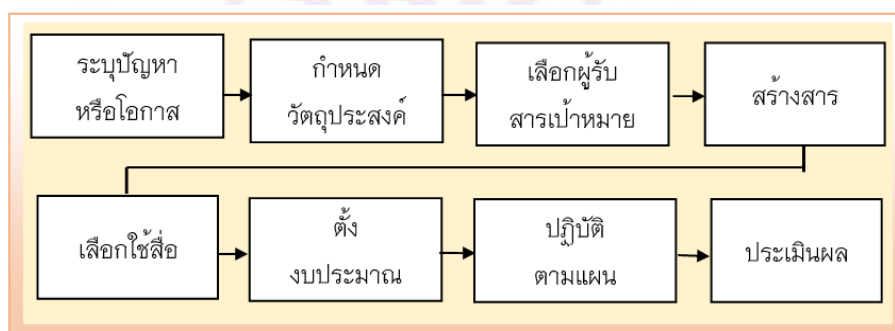 ระบุปัญหา
หรือโอกาส
กำหนด
วัตถุประสงค์
เลือกผู้รับ
สารเป้าหมาย
สร้างสาร
เลือกใช้สื่อ
ตั้ง
งบประมาณ
ปฏิบัติ
ตามแผน
ประเมินผล